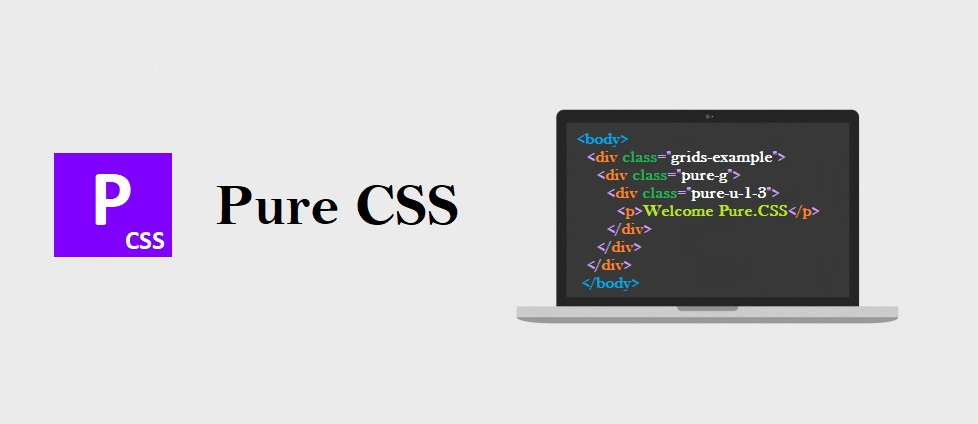 P
CSS
Pure CSS
<body>
<div class="grids-example">
<div class="pure-g">
<div class="pure-u-1-3">
<p>Welcome Pure.CSS</p>
</div>
</div>
</div>
</body>